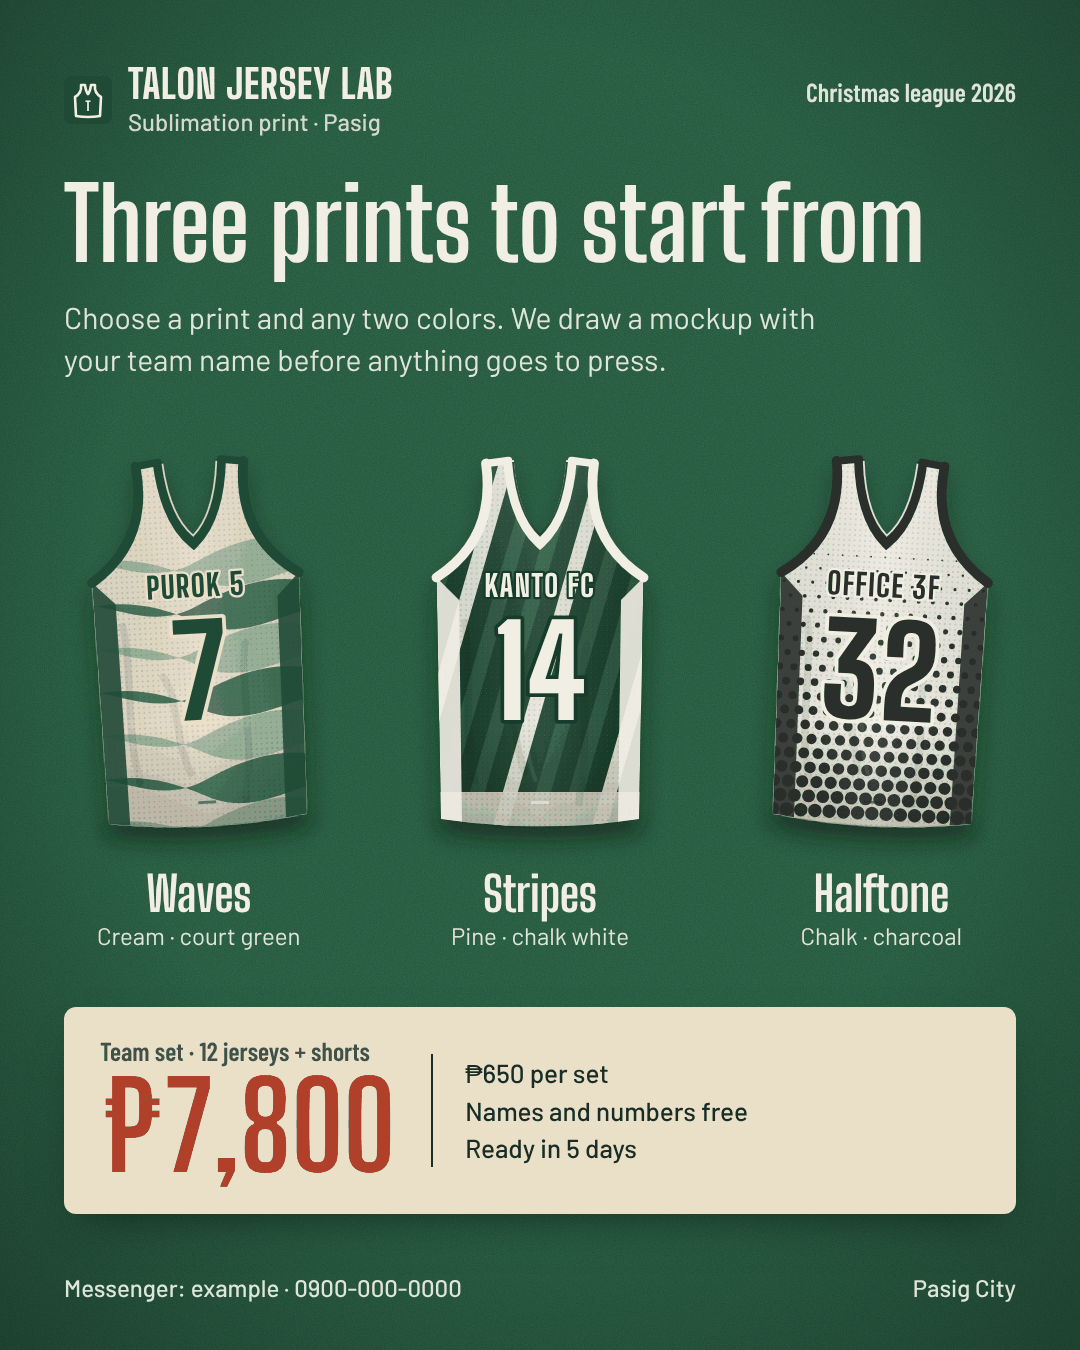 TALON JERSEY LAB
Sublimation print · Pasig
Christmas league 2026
Three prints to start from
Choose a print and any two colors. We draw a mockup with
your team name before anything goes to press.
PUROK 5
7
KANTO FC
14
OFFICE 3F
32
Waves
Cream · court green
Stripes
Pine · chalk white
Halftone
Chalk · charcoal
Team set · 12 jerseys + shorts
₱7,800
₱650 per set
Names and numbers free
Ready in 5 days
Messenger: example · 0900-000-0000
Pasig City